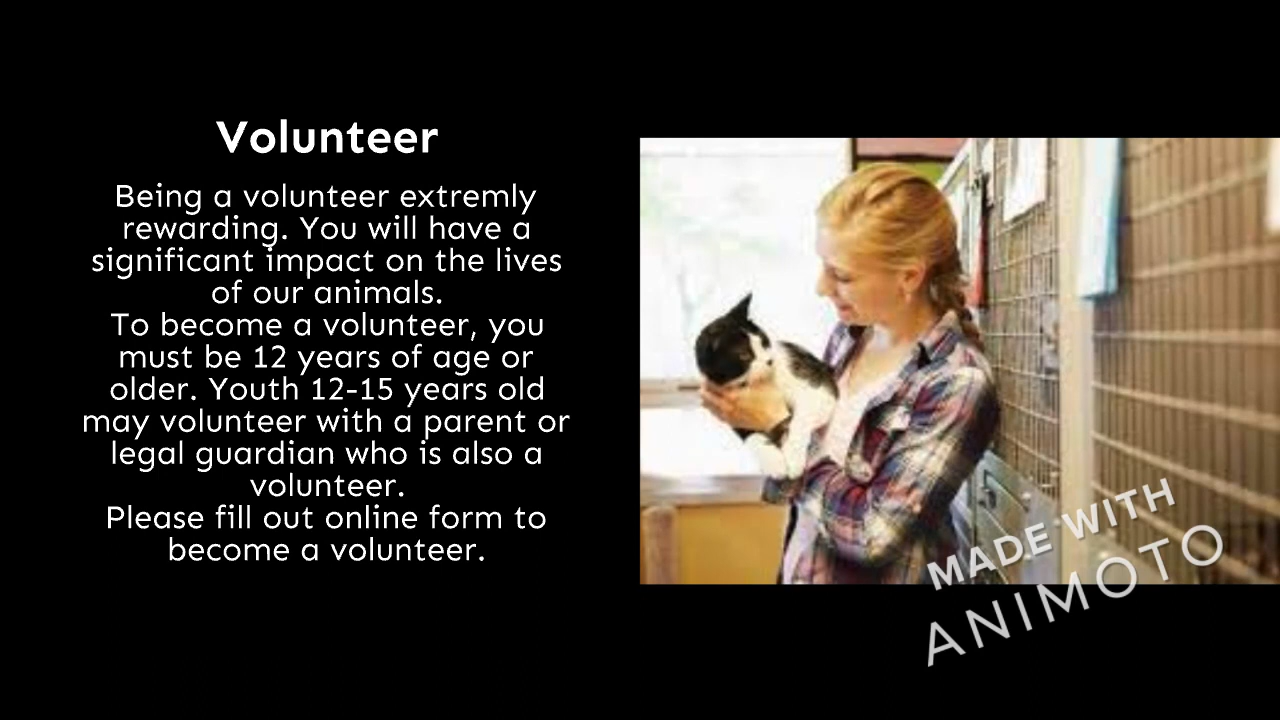 Volunteer
Being a volunteer extremly
rewarding. You will have a
significant impact on the lives
of our animals.
To become a volunteer, you
must be 12 years of age or
older. Youth 12-15 years old
may volunteer with a parent or
legal guardian who is also a
volunteer.
Please fill out online form to
become a volunteer.
MADE WITH
ANIMOTO